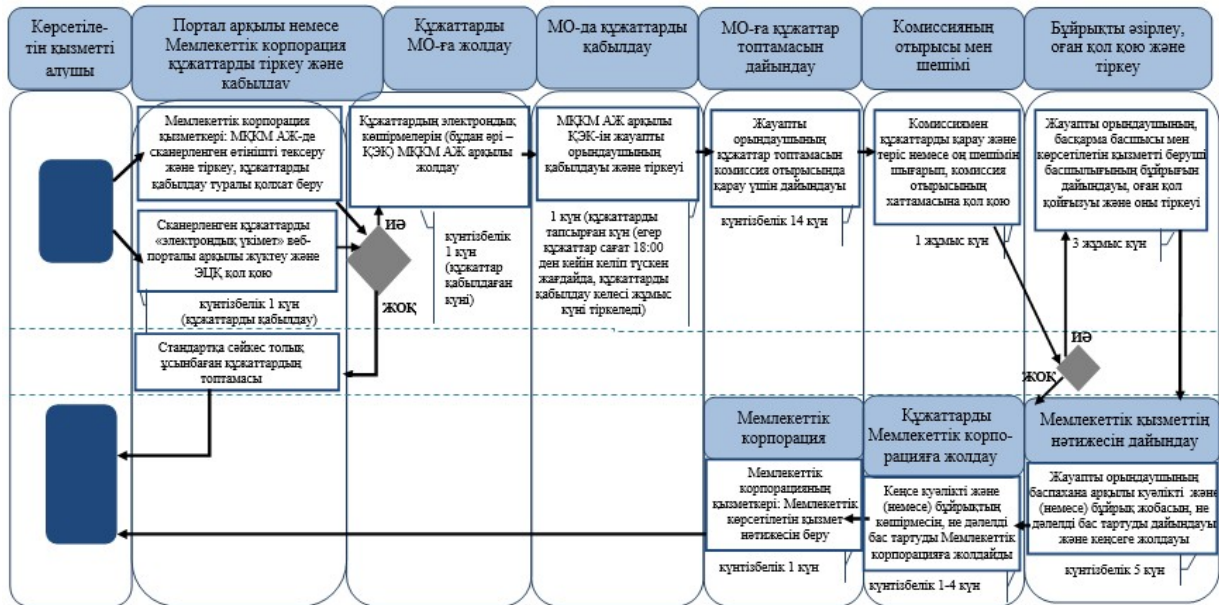 Көрсетіле-
тін қызметті
алушы
Портал арқылы немесе
Мемлекеттік корпорация
құжаттарды тіркеу және
қабылдау
Құжаттарды
МО-ға жолдау
МО-да құжаттарды
қабылдау
МО-ға құжаттар
топтамасын
дайындау
Комиссияның
отырысы мен
шешімі
Бұйрықты әзірлеу,
оған қол қою және
тіркеу
Мемлекеттік корпорация
қызметкері: МҚКМ АЖ-де
сканерленген өтінішті тексеру
және тіркеу, құжаттарды
қабылдау туралы қолхат беру
Сканерленген құжаттарды
«электрондық үкімет» веб-
порталы арқылы жүктеу және
ЭЦҚ қол қою
күнтізбелік 1 күн
(құжаттарды қабылдау)
Стандартқа сәйкес толық
ұсынбаған құжаттардың
топтамасы
ИӘ
ЖОҚ
Құжаттардың электрондық
көшірмелерін (бұдан әрі –
ҚЭК) МҚКМ АЖ арқылы
жолдау
күнтізбелік
1 күн
(құжаттар
қабылдаған
күні)
МҚКМ АЖ арқылы
ҚЭК-ін жауапты
орындаушының
қабылдауы және тіркеуі
1 күн (құжаттарды
тапсырған күн (егер
құжаттар сағат 18:00
ден кейін келіп түскен
жағдайда, құжаттарды
қабылдау келесі жұмыс
күні тіркеледі)
Жауапты
орындаушының
құжаттар топтамасын
комиссия отырысында
қарау үшін дайындауы
күнтізбелік 14 күн
Комиссиямен
құжаттарды қарау және
теріс немесе оң шешімін
шығарып, комиссия
отырысының
хаттамасына қол қою
1 жұмыс күн
Жауапты орындаушының,
басқарма басшысы мен
көрсетілетін қызметті беруші
басшылығының бұйрығын
дайындауы, оған қол
қойғызуы және оны тіркеуі
3 жұмыс күн
ИӘ
ЖОҚ
Мемлекеттік
корпорация
Құжаттарды
Мемлекеттік корпо-
рацияға жолдау
Мемлекеттік қызметтің
нәтижесін дайындау
Мемлекеттік
корпорацияның
қызметкері: Мемлекеттік
көрсетілетін қызмет
нәтижесін беру
күнтізбелік 1 күн
Кеңсе куәлікті және
(немесе) бұйрықтың
көшірмесін, не дәлелді
бас тартуды Мемлекеттік
корпорацияға жолдайды
күнтізбелік 1-4 күн
Жауапты орындаушының
баспахана арқылы куәлікті және
(немесе) бұйрық жобасын, не
дәлелді бас тартуды дайындауы
және кеңсеге жолдауы
күнтізбелік 5 күн